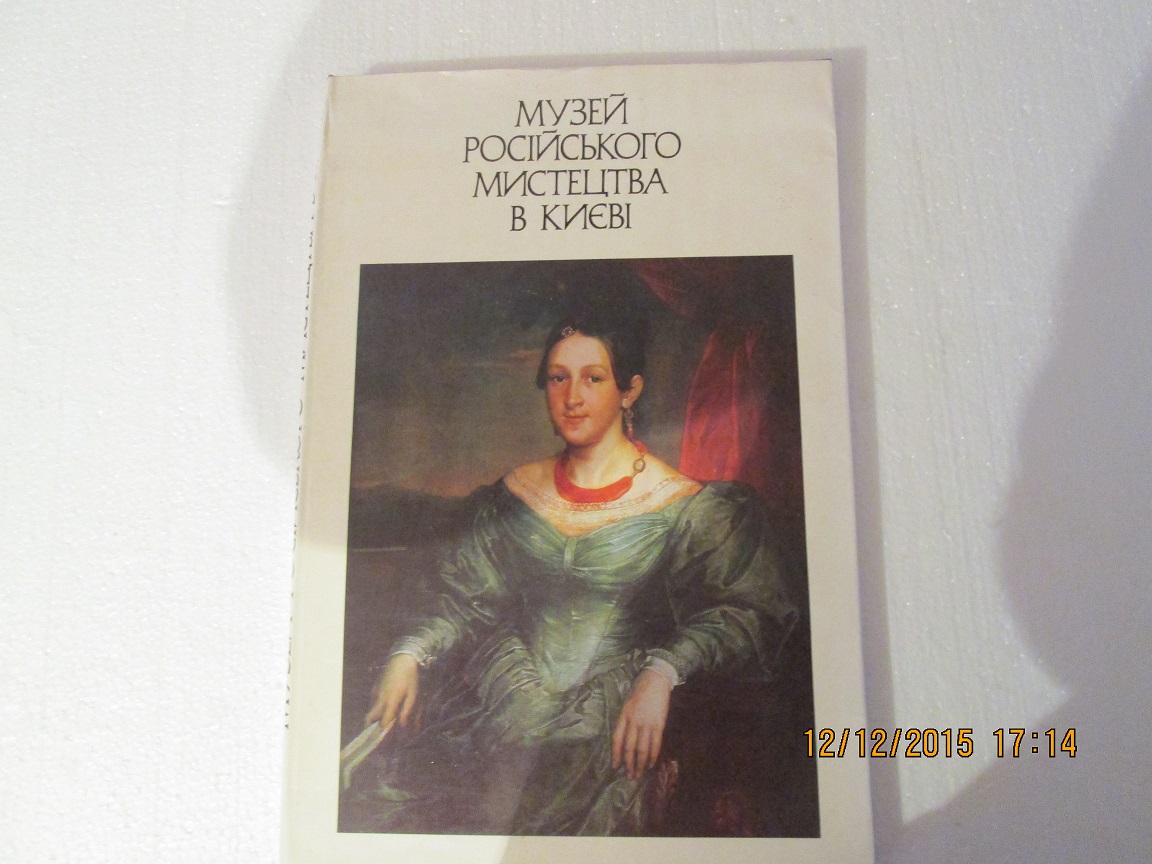 МУЗЕЙ
РОСІЙСЬКОГО
МИСТЕЦТВА
В КИЄВІ
12/12/2015 17:14